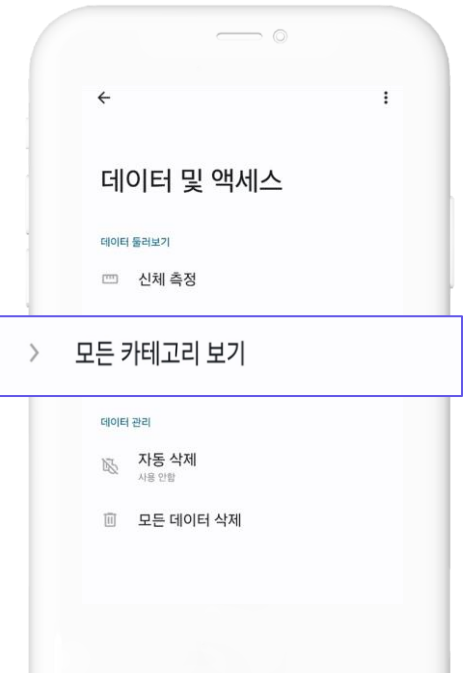 데이터 및 액세스
데이터 둘러보기
신체 측정
모든 카테고리 보기
데이터 관리
자동 삭제
사용 안함
모든 데이터 삭제